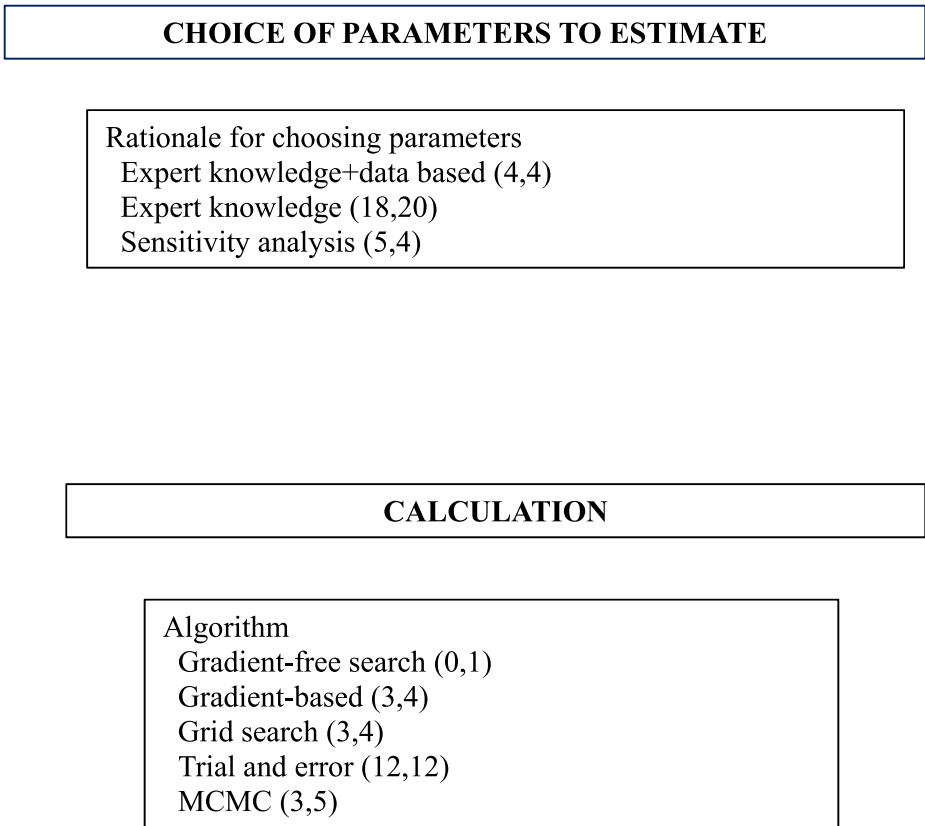 CHOICE OF PARAMETERS TO ESTIMATE
Rationale for choosing parameters
Expert knowledge+data based (4,4)
Expert knowledge (18,20)
Sensitivity analysis (5,4)
CALCULATION
Algorithm
Gradient-free search (0,1)
Gradient-based (3,4)
Grid search (3,4)
Trial and error (12,12)
MCMC (3,5)